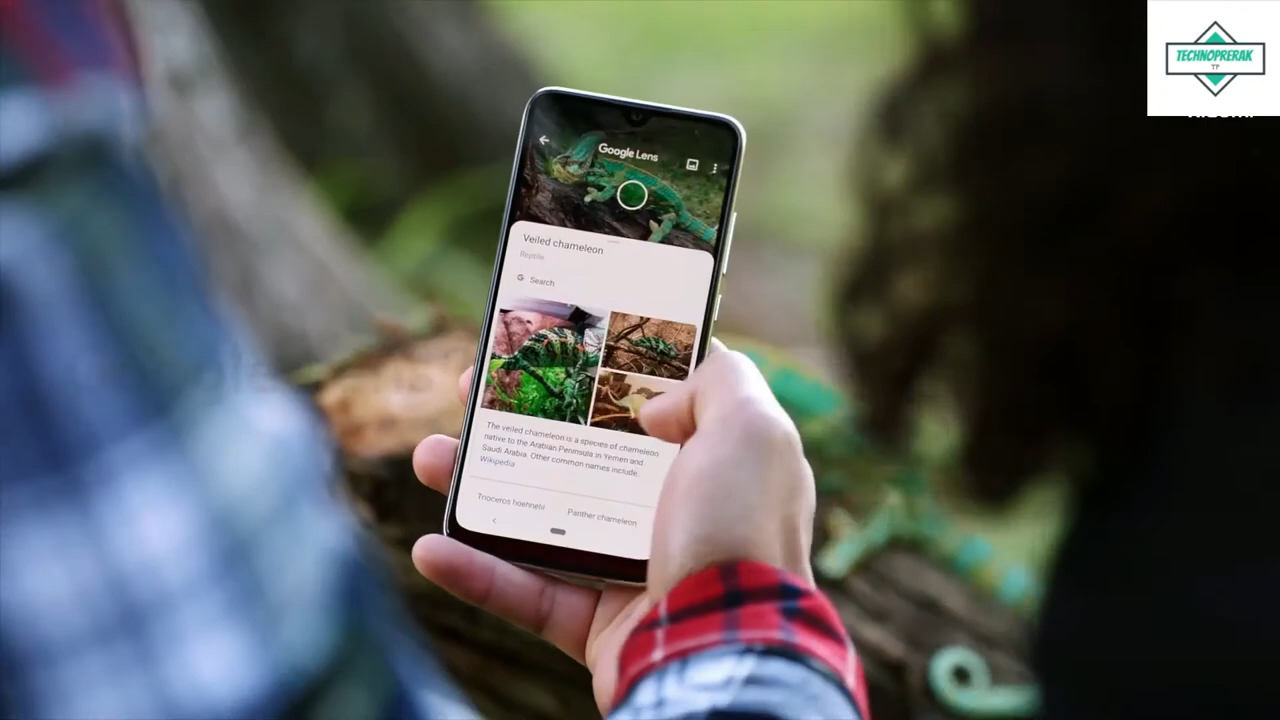 TECHNOPRERAK
TP
Google Lens
Veiled chameleon
Reptile
G Search
The veiled chameleon is a species of chameleon
native to the Arabian Peninsula in Yemen and
Saudi Arabia. Other common names include..
Wikipedia
Trioceros hoehnelii
Panther chameleon